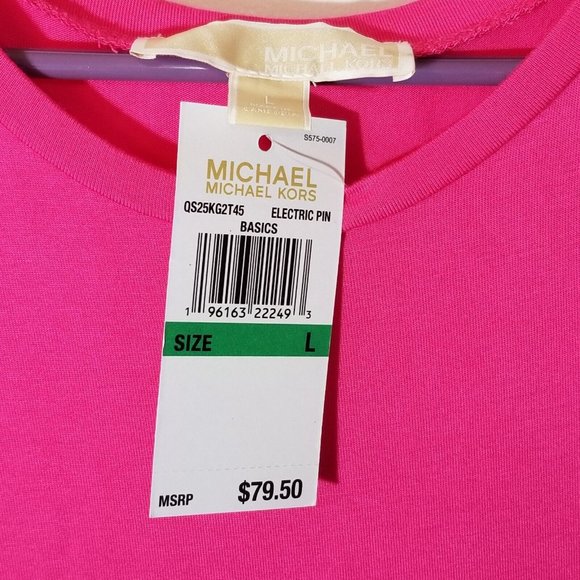 MICHAEL
MICHAEL KORS
L
S575-0007
MICHAEL
MICHAEL KORS
QS25KG2T45 ELECTRIC PIN
BASICS
1 96163 22249 3
SIZE L
MSRP $79.50